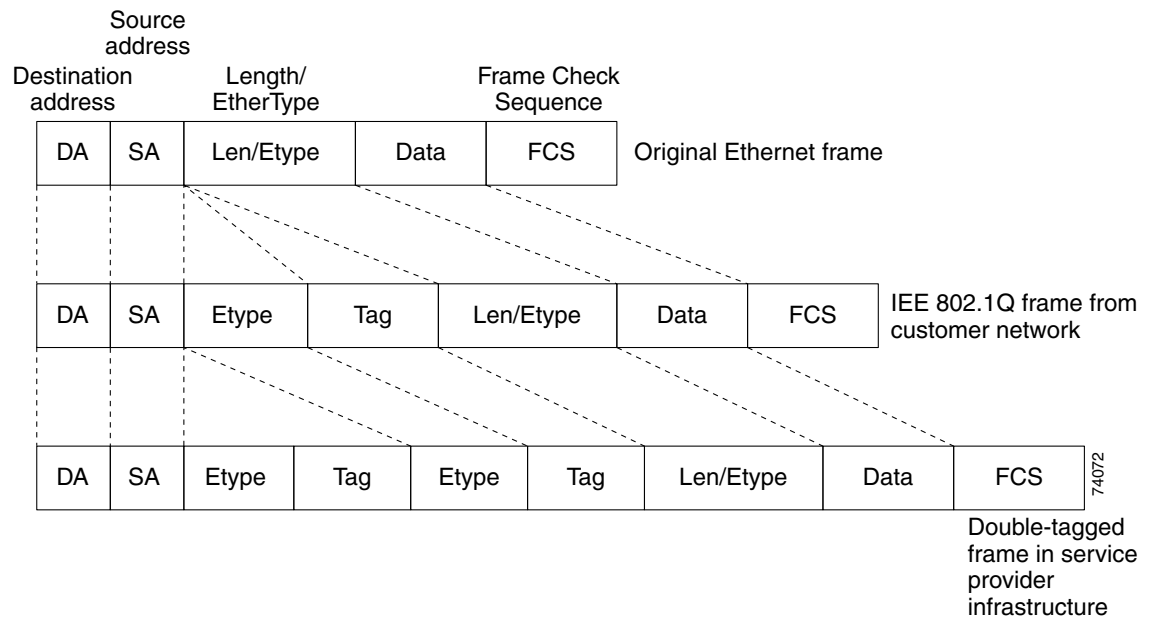 Source
address
Destination
address
Length/
EtherType
Frame Check
Sequence
DA SA Len/Etype Data FCS Original Ethernet frame
DA SA Etype Tag Len/Etype Data FCS
IEE 802.1Q frame from
customer network
DA SA Etype Tag Etype Tag Len/Etype Data FCS
74072
Double-tagged
frame in service
provider
infrastructure